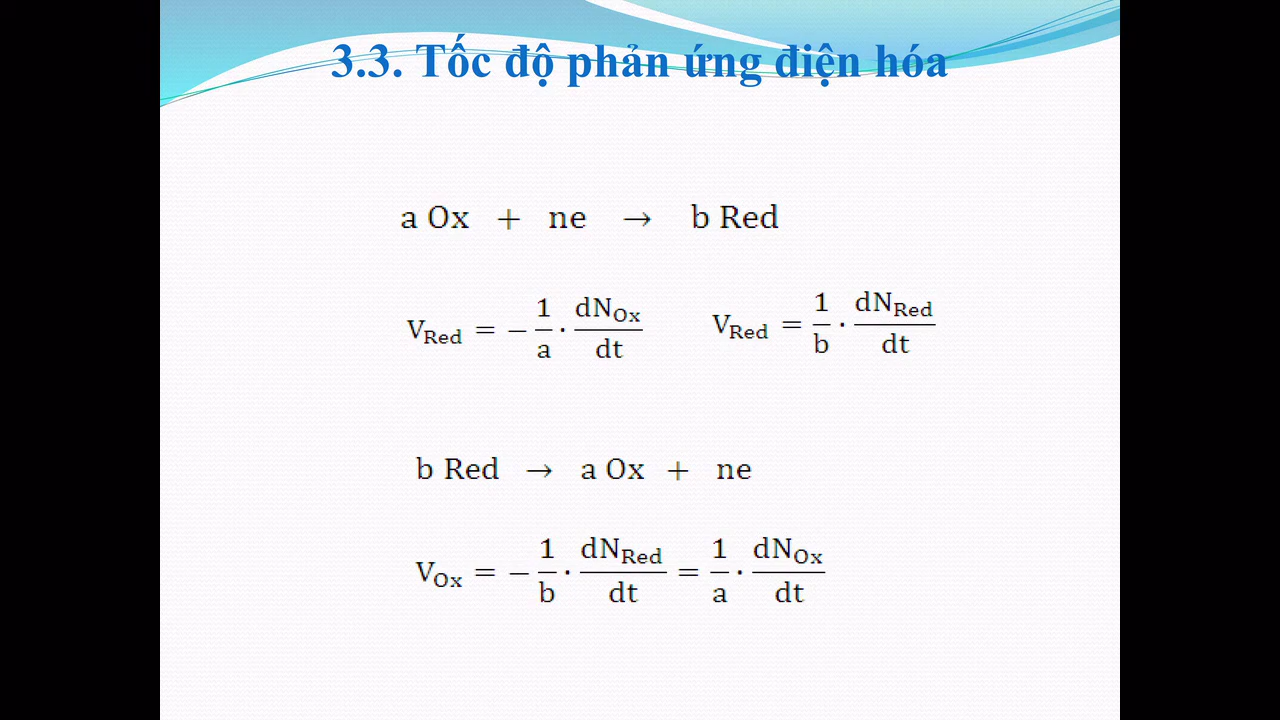 3.3. Tốc độ phản ứng điện hóa
a Ox + ne → b Red
V_Red = − 1/a · dN_Ox/dt V_Red = 1/b · dN_Red/dt
b Red → a Ox + ne
V_Ox = − 1/b · dN_Red/dt = 1/a · dN_Ox/dt